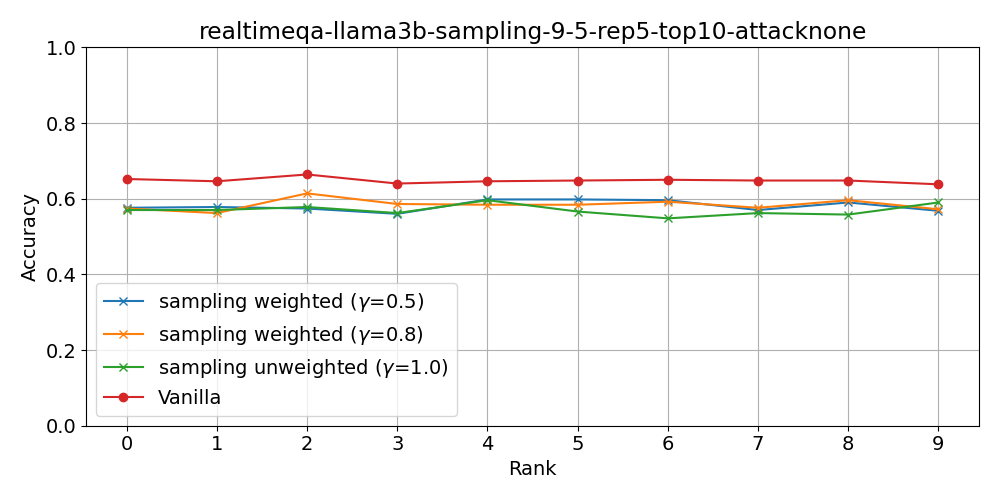 realtimeqa-llama3b-sampling-9-5-rep5-top10-attacknone
1.0
0.8
0.6
0.4
0.2
0.0
Accuracy
sampling weighted (γ=0.5)
sampling weighted (γ=0.8)
sampling unweighted (γ=1.0)
Vanilla
0 1 2 3 4 5 6 7 8 9
Rank